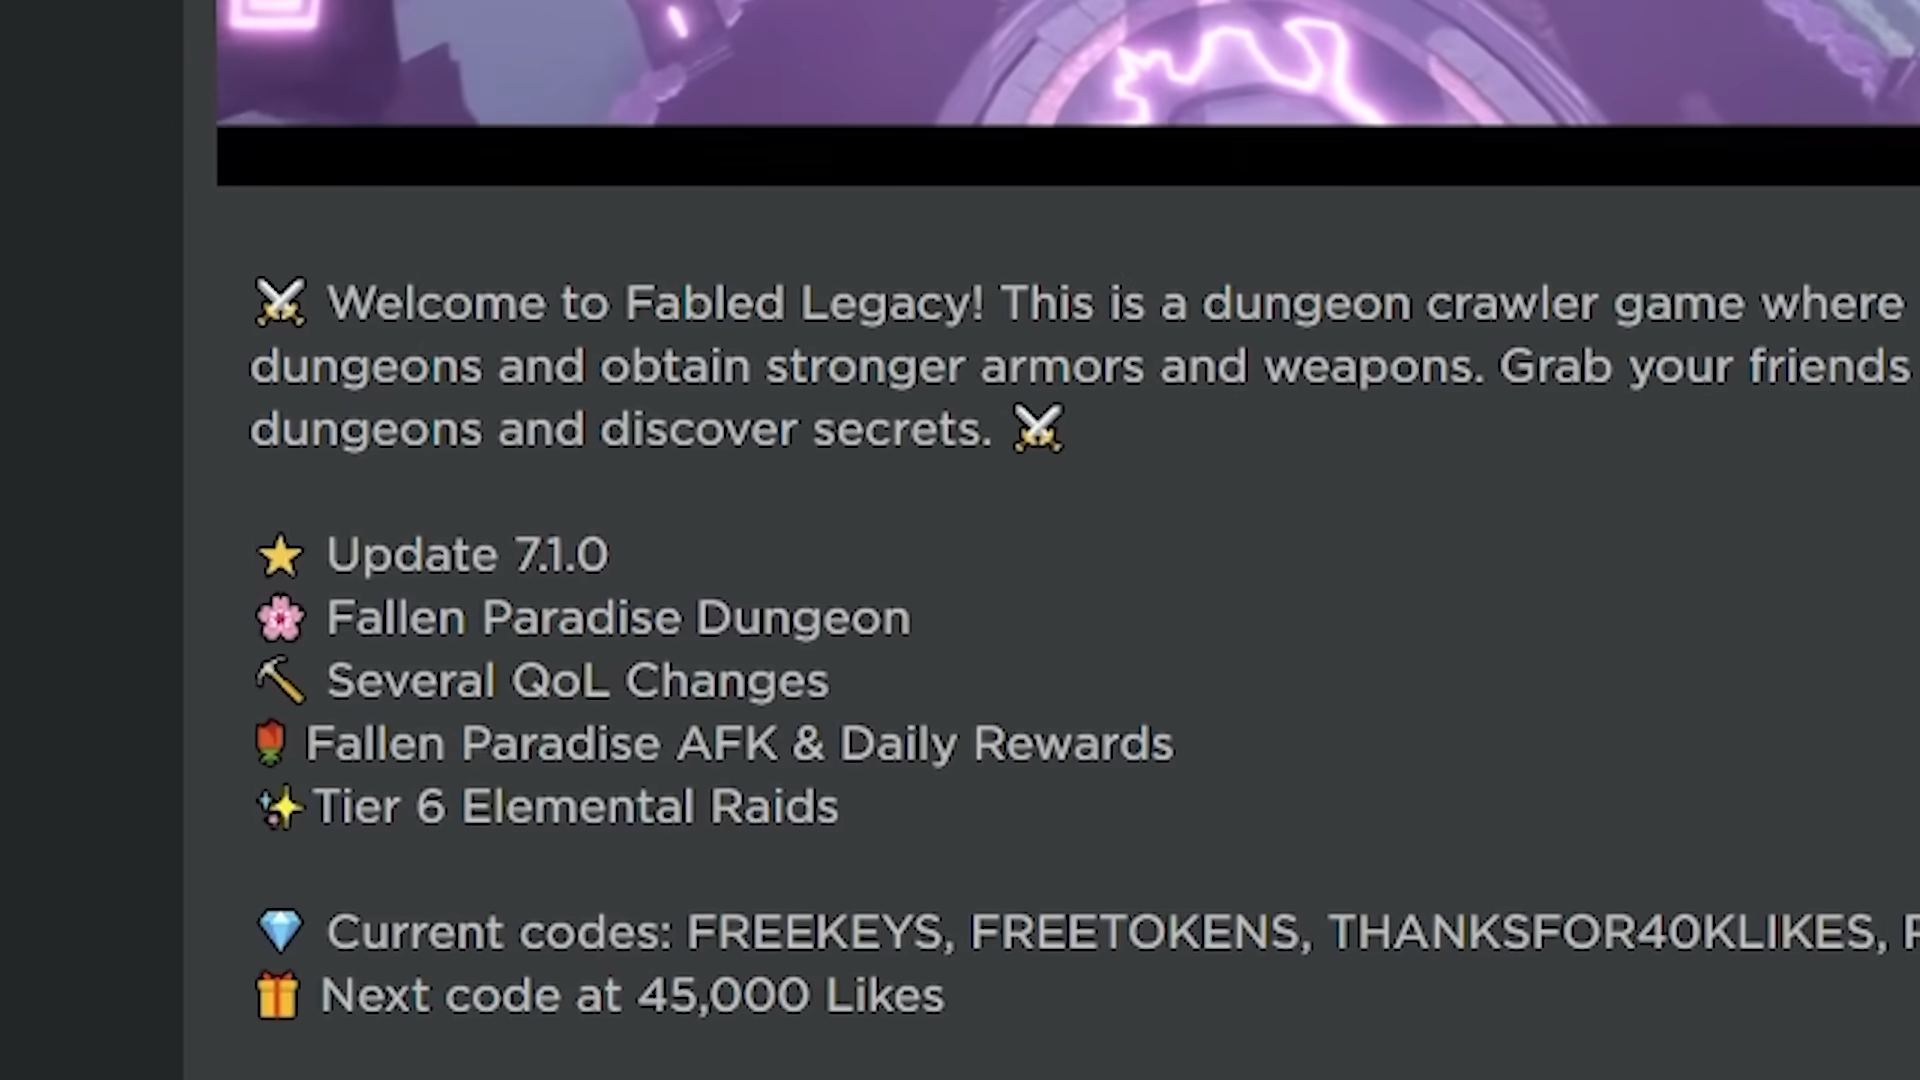 ⚔️ Welcome to Fabled Legacy! This is a dungeon crawler game where
dungeons and obtain stronger armors and weapons. Grab your friends
dungeons and discover secrets. ⚔️
⭐ Update 7.1.0
🌸 Fallen Paradise Dungeon
⛏️ Several QoL Changes
🌷 Fallen Paradise AFK & Daily Rewards
✨Tier 6 Elemental Raids
💎 Current codes: FREEKEYS, FREETOKENS, THANKSFOR40KLIKES,
🎁 Next code at 45,000 Likes